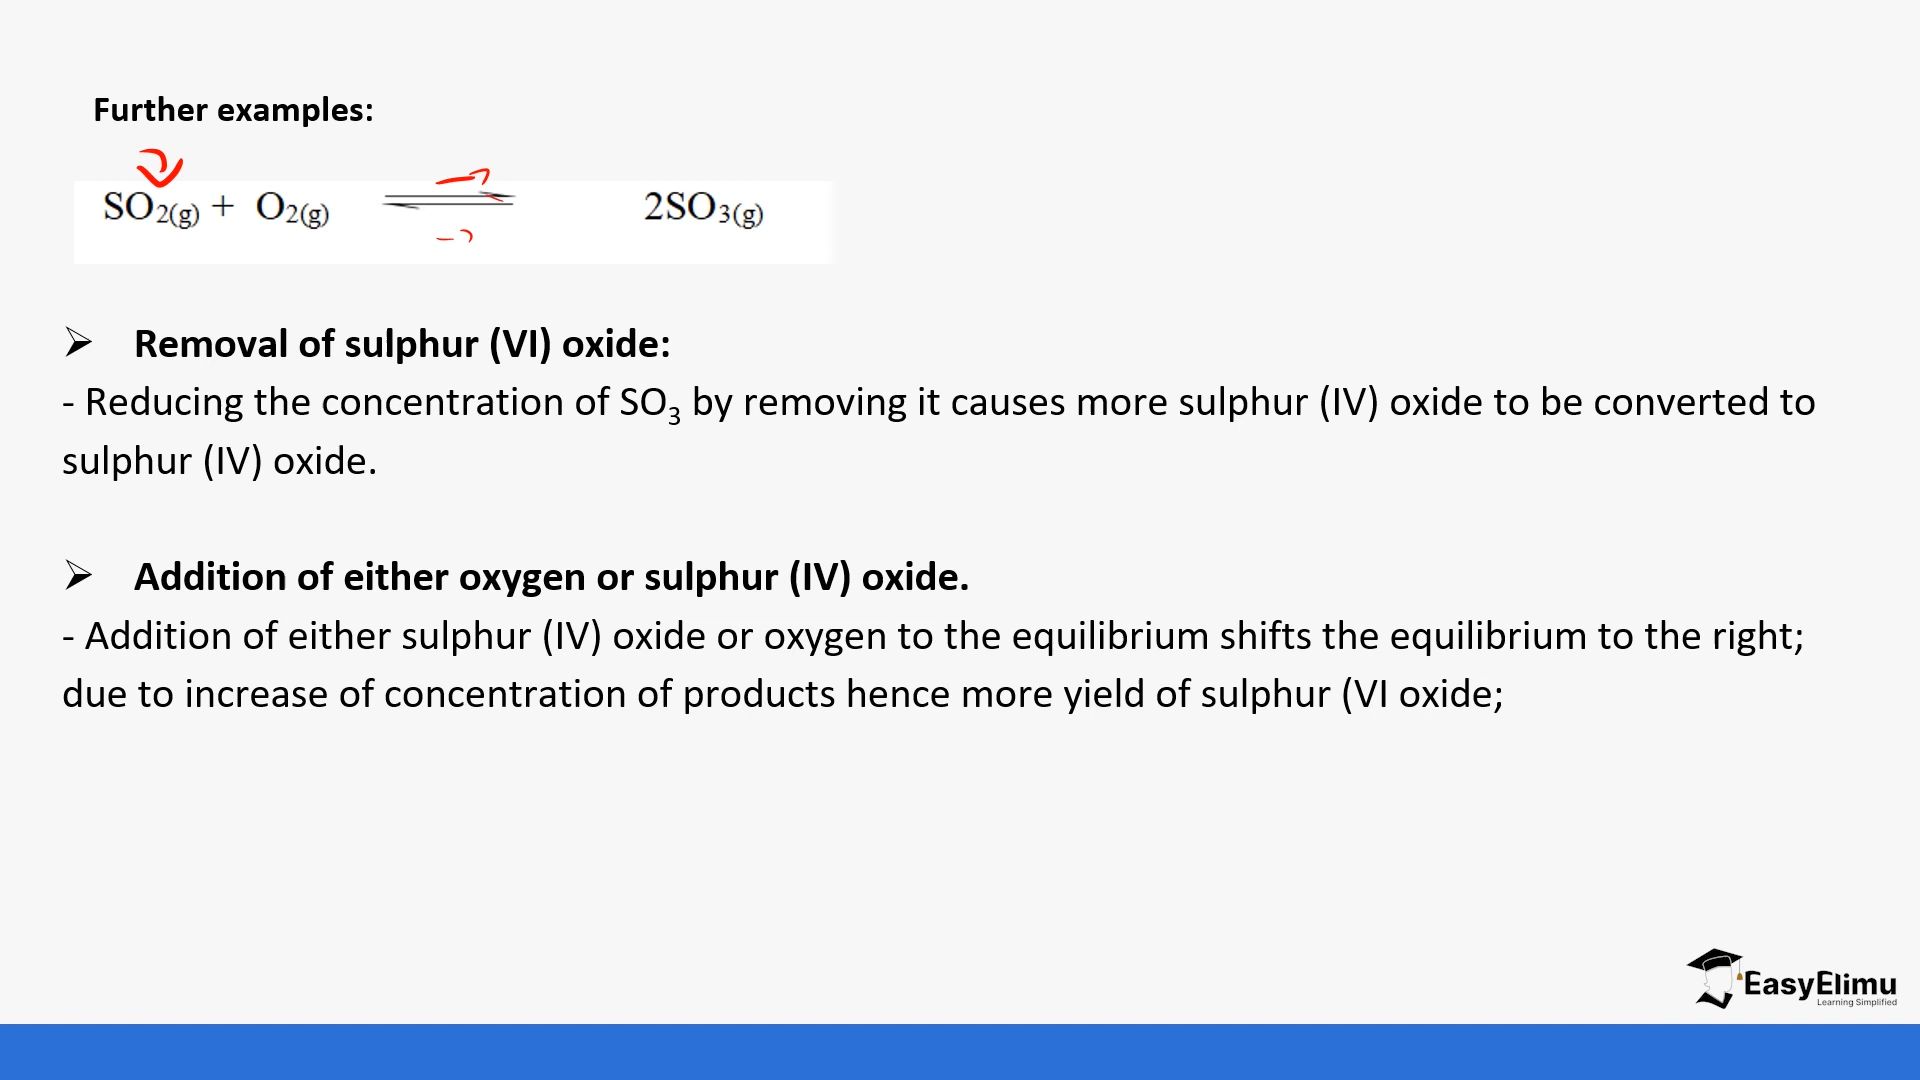 Further examples:
SO2(g) + O2(g) ⇌ 2SO3(g)
➢ Removal of sulphur (VI) oxide:
- Reducing the concentration of SO3 by removing it causes more sulphur (IV) oxide to be converted to
sulphur (IV) oxide.
➢ Addition of either oxygen or sulphur (IV) oxide.
- Addition of either sulphur (IV) oxide or oxygen to the equilibrium shifts the equilibrium to the right;
due to increase of concentration of products hence more yield of sulphur (VI oxide;
EasyElimu
Learning Simplified